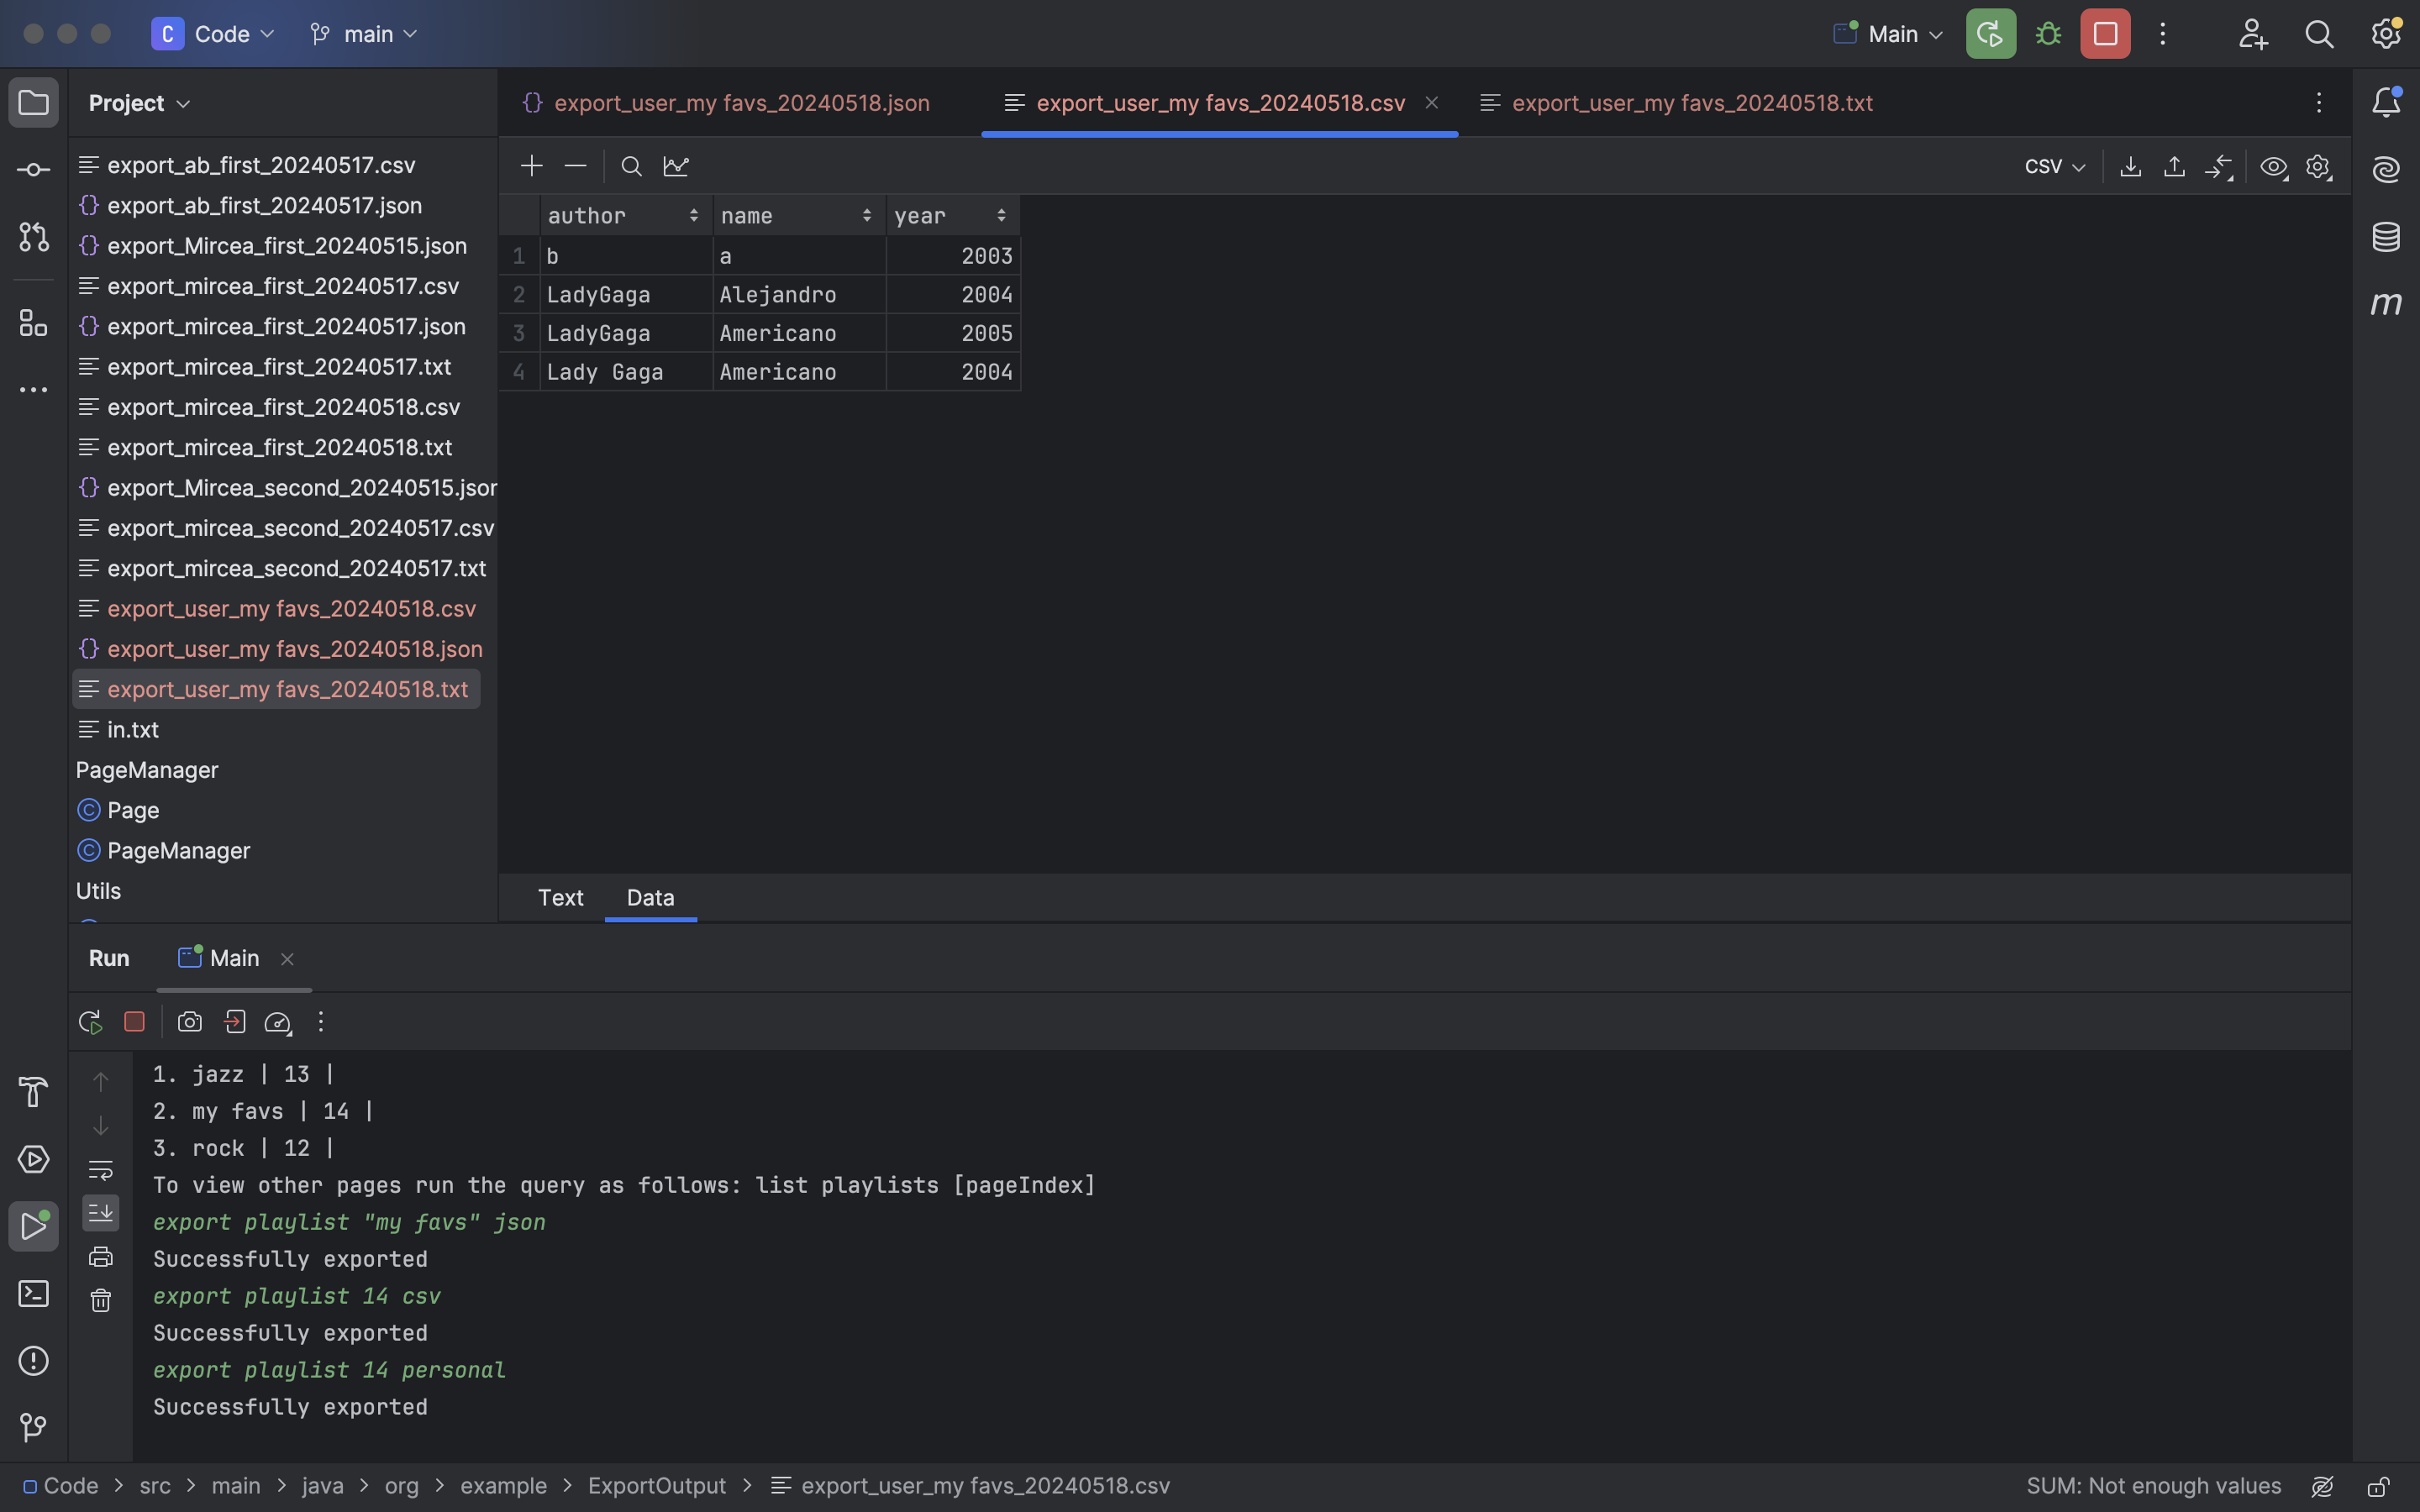 C Code main Main
Project
export_user_my favs_20240518.json export_user_my favs_20240518.csv export_user_my favs_20240518.txt
CSV
export_ab_first_20240517.csv
export_ab_first_20240517.json
export_Mircea_first_20240515.json
export_mircea_first_20240517.csv
export_mircea_first_20240517.json
export_mircea_first_20240517.txt
export_mircea_first_20240518.csv
export_mircea_first_20240518.txt
export_Mircea_second_20240515.json
export_mircea_second_20240517.csv
export_mircea_second_20240517.txt
export_user_my favs_20240518.csv
export_user_my favs_20240518.json
export_user_my favs_20240518.txt
in.txt
PageManager
C Page
C PageManager
Utils
author name year
1 b a 2003
2 LadyGaga Alejandro 2004
3 LadyGaga Americano 2005
4 Lady Gaga Americano 2004
Text Data
Run Main
1. jazz | 13 |
2. my favs | 14 |
3. rock | 12 |
To view other pages run the query as follows: list playlists [pageIndex]
export playlist "my favs" json
Successfully exported
export playlist 14 csv
Successfully exported
export playlist 14 personal
Successfully exported
Code > src > main > java > org > example > ExportOutput > export_user_my favs_20240518.csv
SUM: Not enough values
m